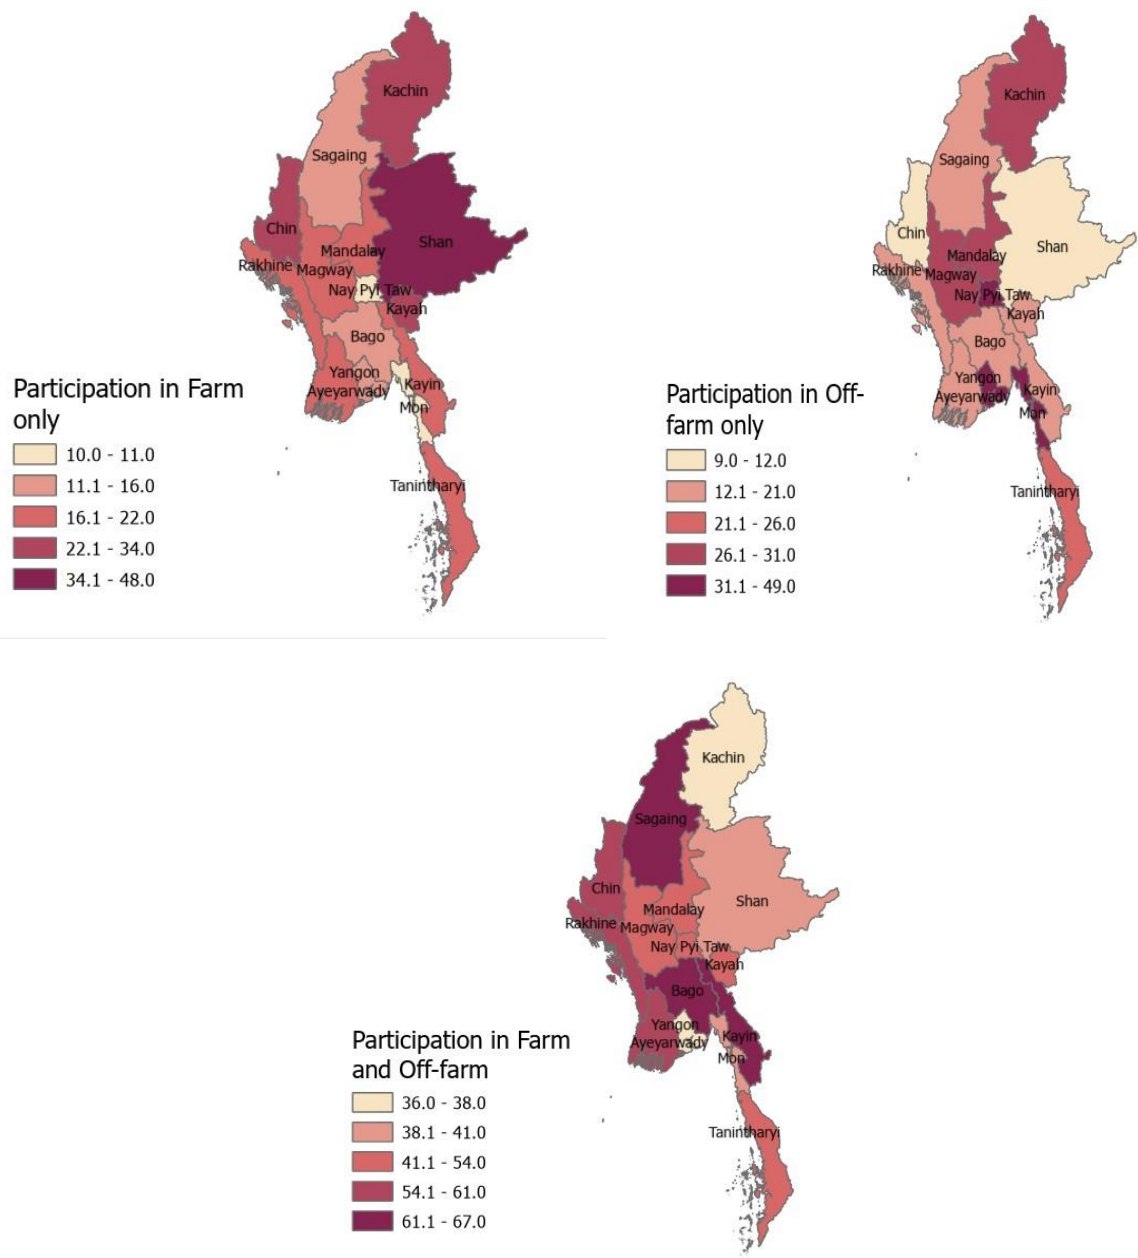 Kachin
Sagaing
Chin
Shan
Mandalay
Rakhine
Magway
Nay Pyi Taw
Kayah
Bago
Yangon
Kayin
Ayeyarwady
Mon
Tanintharyi
Participation in Farm
only
10.0 - 11.0
11.1 - 16.0
16.1 - 22.0
22.1 - 34.0
34.1 - 48.0
Kachin
Sagaing
Chin
Shan
Mandalay
Rakhine
Magway
Nay Pyi Taw
Kayah
Bago
Yangon
Kayin
Ayeyarwady
Mon
Tanintharyi
Participation in Off-
farm only
9.0 - 12.0
12.1 - 21.0
21.1 - 26.0
26.1 - 31.0
31.1 - 49.0
Kachin
Sagaing
Chin
Shan
Mandalay
Rakhine
Magway
Nay Pyi Taw
Kayah
Bago
Yangon
Kayin
Ayeyarwady
Mon
Tanintharyi
Participation in Farm
and Off-farm
36.0 - 38.0
38.1 - 41.0
41.1 - 54.0
54.1 - 61.0
61.1 - 67.0